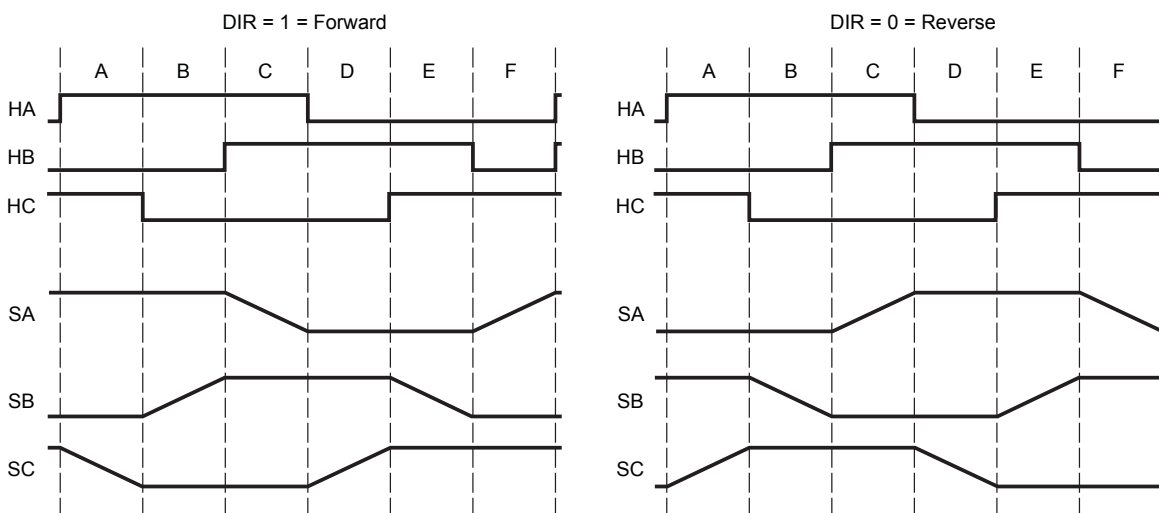 DIR = 1 = Forward
A B C D E F
HA
HB
HC
SA
SB
SC
DIR = 0 = Reverse
A B C D E F
HA
HB
HC
SA
SB
SC